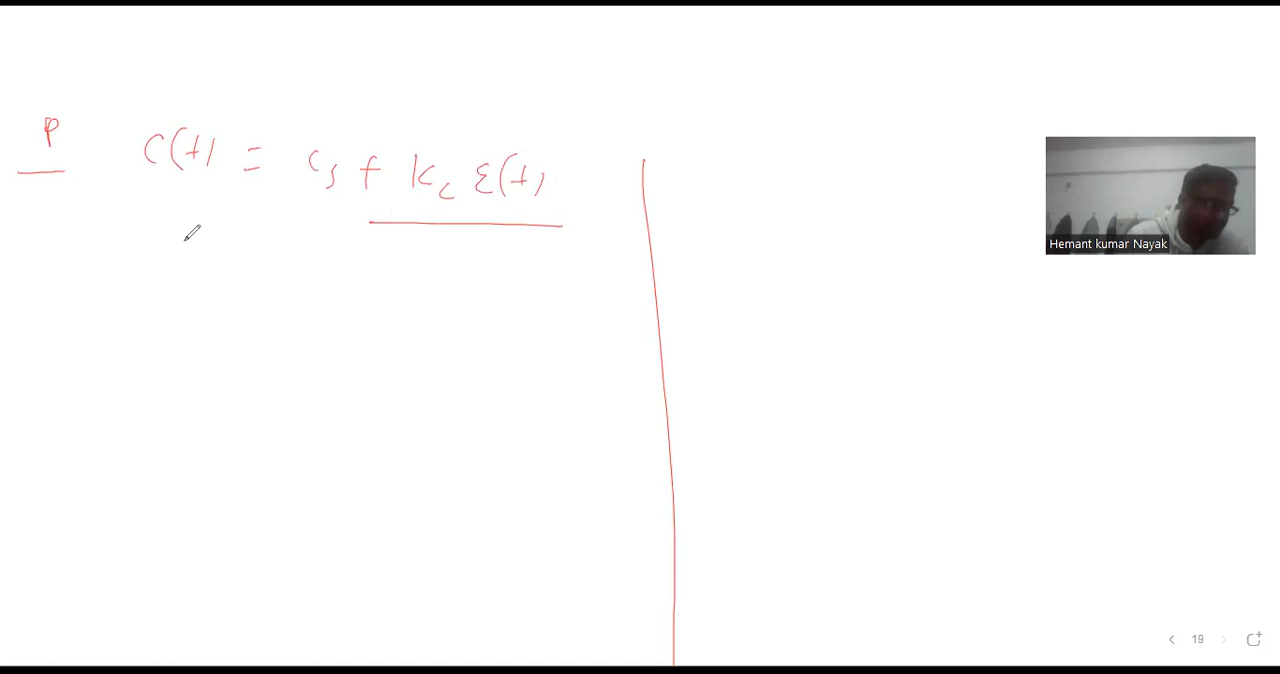 P
C(t) = cs + Kc ε(t)
Hemant kumar Nayak
19